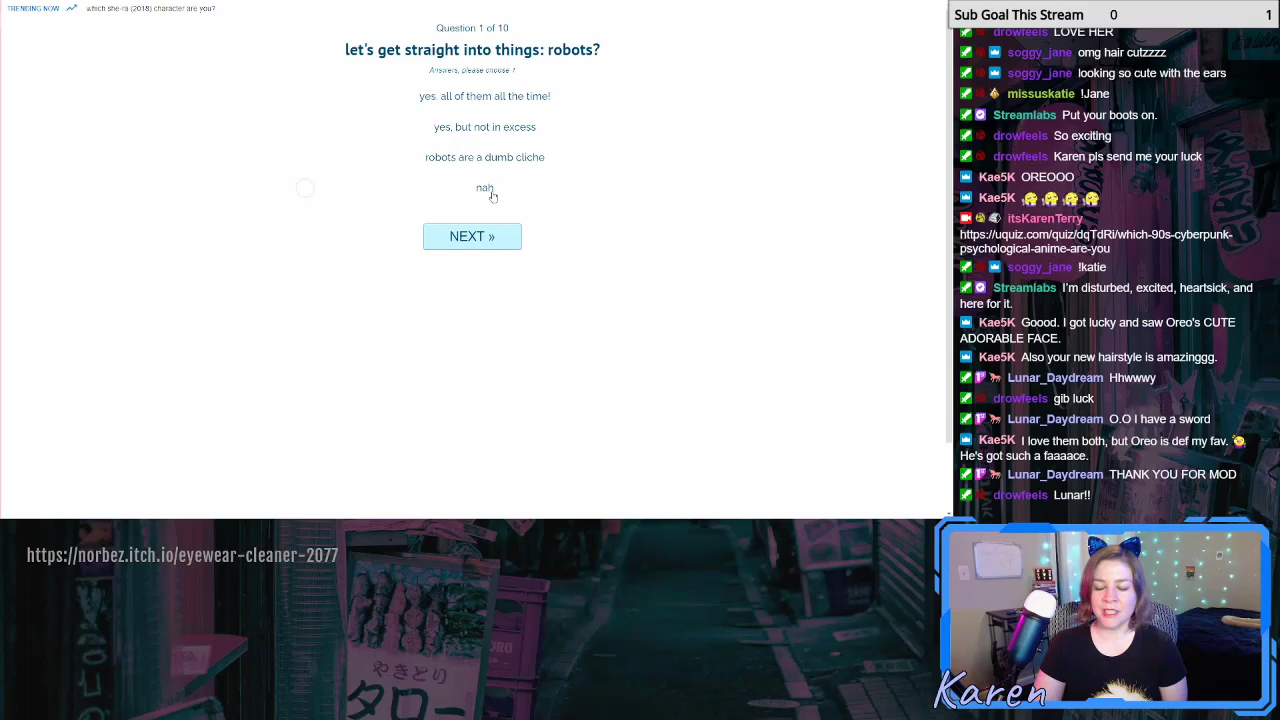 TRENDING NOW which she-ra (2018) character are you?
Question 1 of 10
let's get straight into things: robots?
Answers, please choose 1
yes, all of them all the time!
yes, but not in excess
robots are a dumb cliche
nah
NEXT »
https://norbez.itch.io/eyewear-cleaner-2077
やきとり
タロー
Sub Goal This Stream 0 1
drowfeels LOVE HER
soggy_jane omg hair cutzzzz
soggy_jane looking so cute with the ears
missuskatie !Jane
Streamlabs Put your boots on.
drowfeels So exciting
drowfeels Karen pls send me your luck
Kae5K OREOOO
Kae5K
itsKarenTerry
https://uquiz.com/quiz/dqTdRi/which-90s-cyberpunk-
psychological-anime-are-you
soggy_jane !katie
Streamlabs I'm disturbed, excited, heartsick, and
here for it.
Kae5K Goood. I got lucky and saw Oreo's CUTE
ADORABLE FACE.
Kae5K Also your new hairstyle is amazinggg.
Lunar_Daydream Hhwwwy
drowfeels gib luck
Lunar_Daydream O.O I have a sword
Kae5K I love them both, but Oreo is def my fav.
He's got such a faaaace.
Lunar_Daydream THANK YOU FOR MOD
drowfeels Lunar!!
Karen